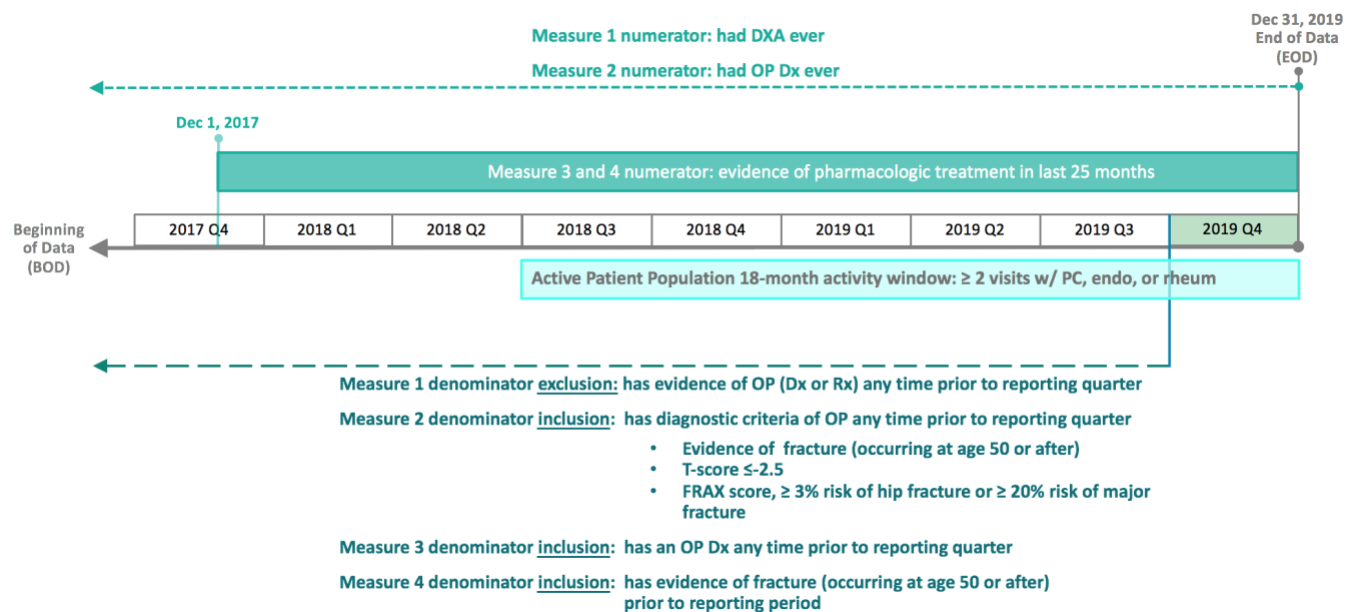 Dec 31, 2019
End of Data
(EOD)
Measure 1 numerator: had DXA ever
Measure 2 numerator: had OP Dx ever
Dec 1, 2017
Measure 3 and 4 numerator: evidence of pharmacologic treatment in last 25 months
Beginning
of Data
(BOD)
2017 Q4 2018 Q1 2018 Q2 2018 Q3 2018 Q4 2019 Q1 2019 Q2 2019 Q3 2019 Q4
Active Patient Population 18-month activity window: ≥ 2 visits w/ PC, endo, or rheum
Measure 1 denominator exclusion: has evidence of OP (Dx or Rx) any time prior to reporting quarter
Measure 2 denominator inclusion: has diagnostic criteria of OP any time prior to reporting quarter
• Evidence of fracture (occurring at age 50 or after)
• T-score ≤-2.5
• FRAX score, ≥ 3% risk of hip fracture or ≥ 20% risk of major
fracture
Measure 3 denominator inclusion: has an OP Dx any time prior to reporting quarter
Measure 4 denominator inclusion: has evidence of fracture (occurring at age 50 or after)
prior to reporting period